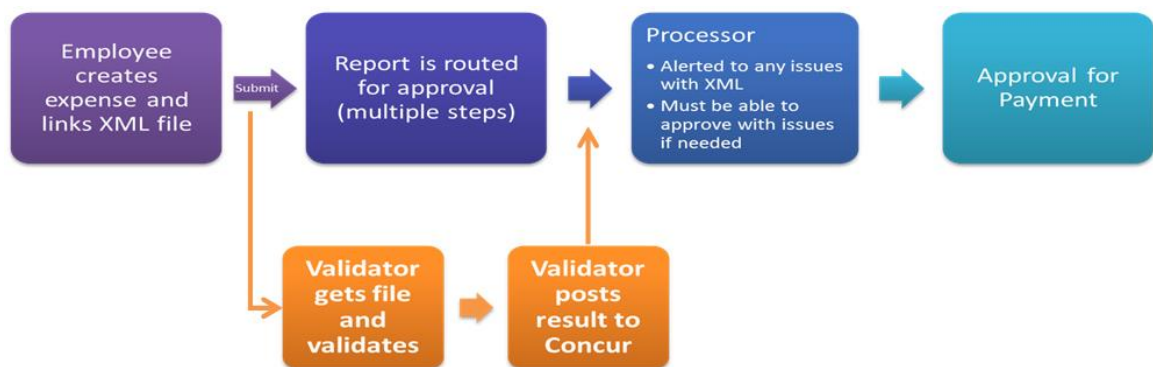 Employee
creates
expense and
links XML file
Submit
Report is routed
for approval
(multiple steps)
Processor
• Alerted to any issues
with XML
• Must be able to
approve with issues
if needed
Approval for
Payment
Validator
gets file
and
validates
Validator
posts
result to
Concur